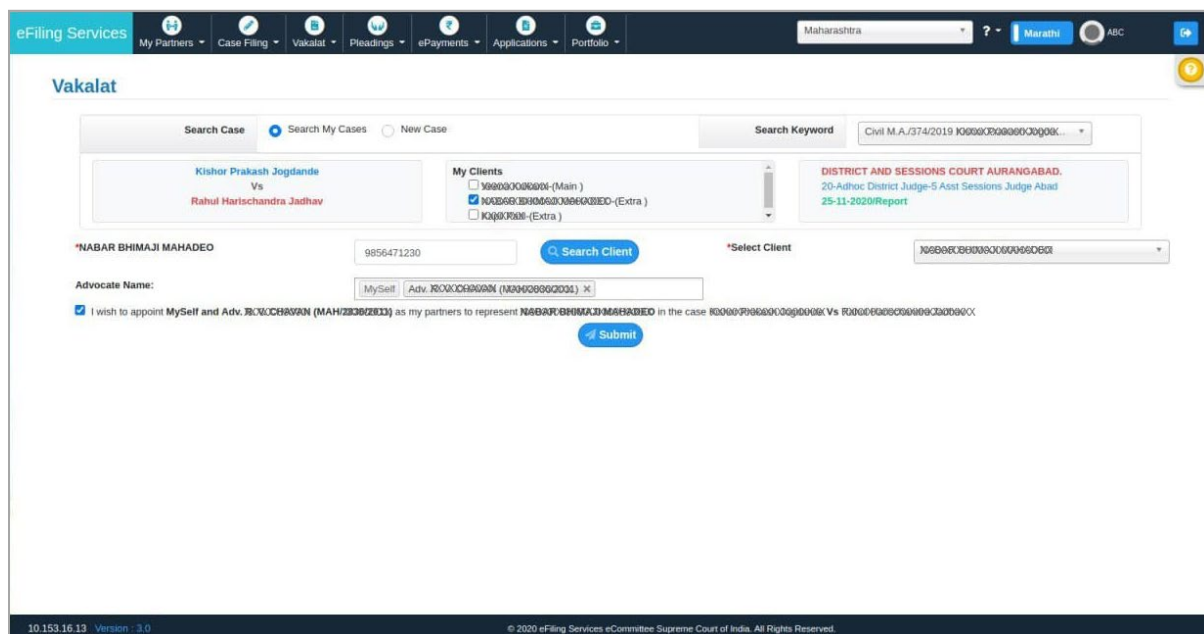 eFiling Services
My Partners Case Filing Vakalat Pleadings ePayments Applications Portfolio
Maharashtra ? Marathi ABC
Vakalat
Search Case Search My Cases New Case Search Keyword Civil M.A./374/2019
Kishor Prakash Jogdande
Vs
Rahul Harischandra Jadhav
My Clients
-(Main )
-(Extra )
-(Extra )
DISTRICT AND SESSIONS COURT AURANGABAD.
20-Adhoc District Judge-5 Asst Sessions Judge Abad
25-11-2020/Report
*NABAR BHIMAJI MAHADEO 9856471230 Search Client *Select Client
Advocate Name: MySelf Adv.
I wish to appoint MySelf and Adv. as my partners to represent in the case Vs
Submit
10.153.16.13 Version : 3.0 © 2020 eFiling Services eCommittee Supreme Court of India. All Rights Reserved.